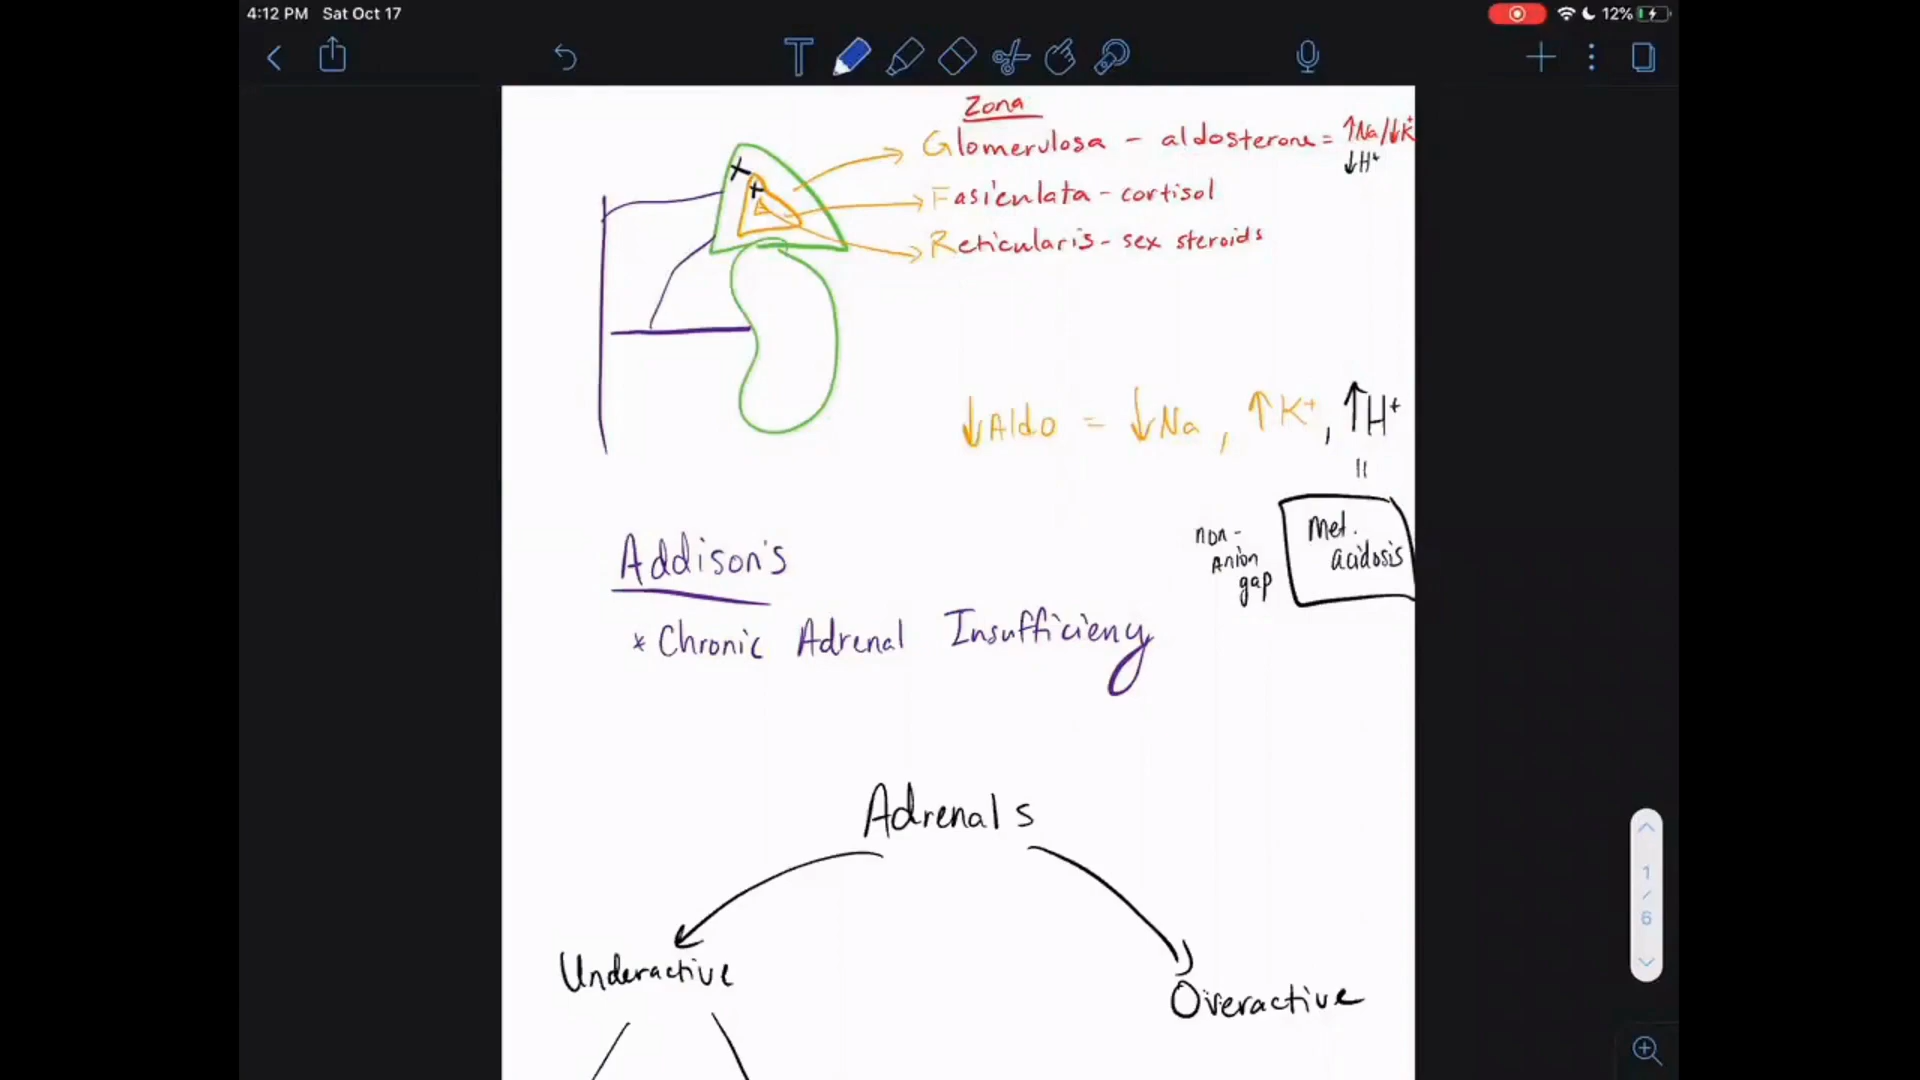 4:12 PM Sat Oct 17
12%
T
Zona
Glomerulosa - aldosterone = ↑Na/↓K+
↓H+
Fasiculata - cortisol
Reticularis - sex steroids
↓Aldo = ↓Na, ↑K+, ↑H+
=
non-
Anion
gap
Met.
acidosis
Addison's
* Chronic Adrenal Insufficieny
Adrenals
Underactive
Overactive
1
/
6